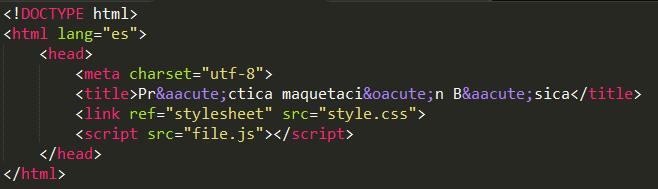 <!DOCTYPE html>
<html lang="es">
<head>
<meta charset="utf-8">
<title>Pr&aacute;ctica maquetaci&oacute;n B&aacute;sica</title>
<link ref="stylesheet" src="style.css">
<script src="file.js"></script>
</head>
</html>